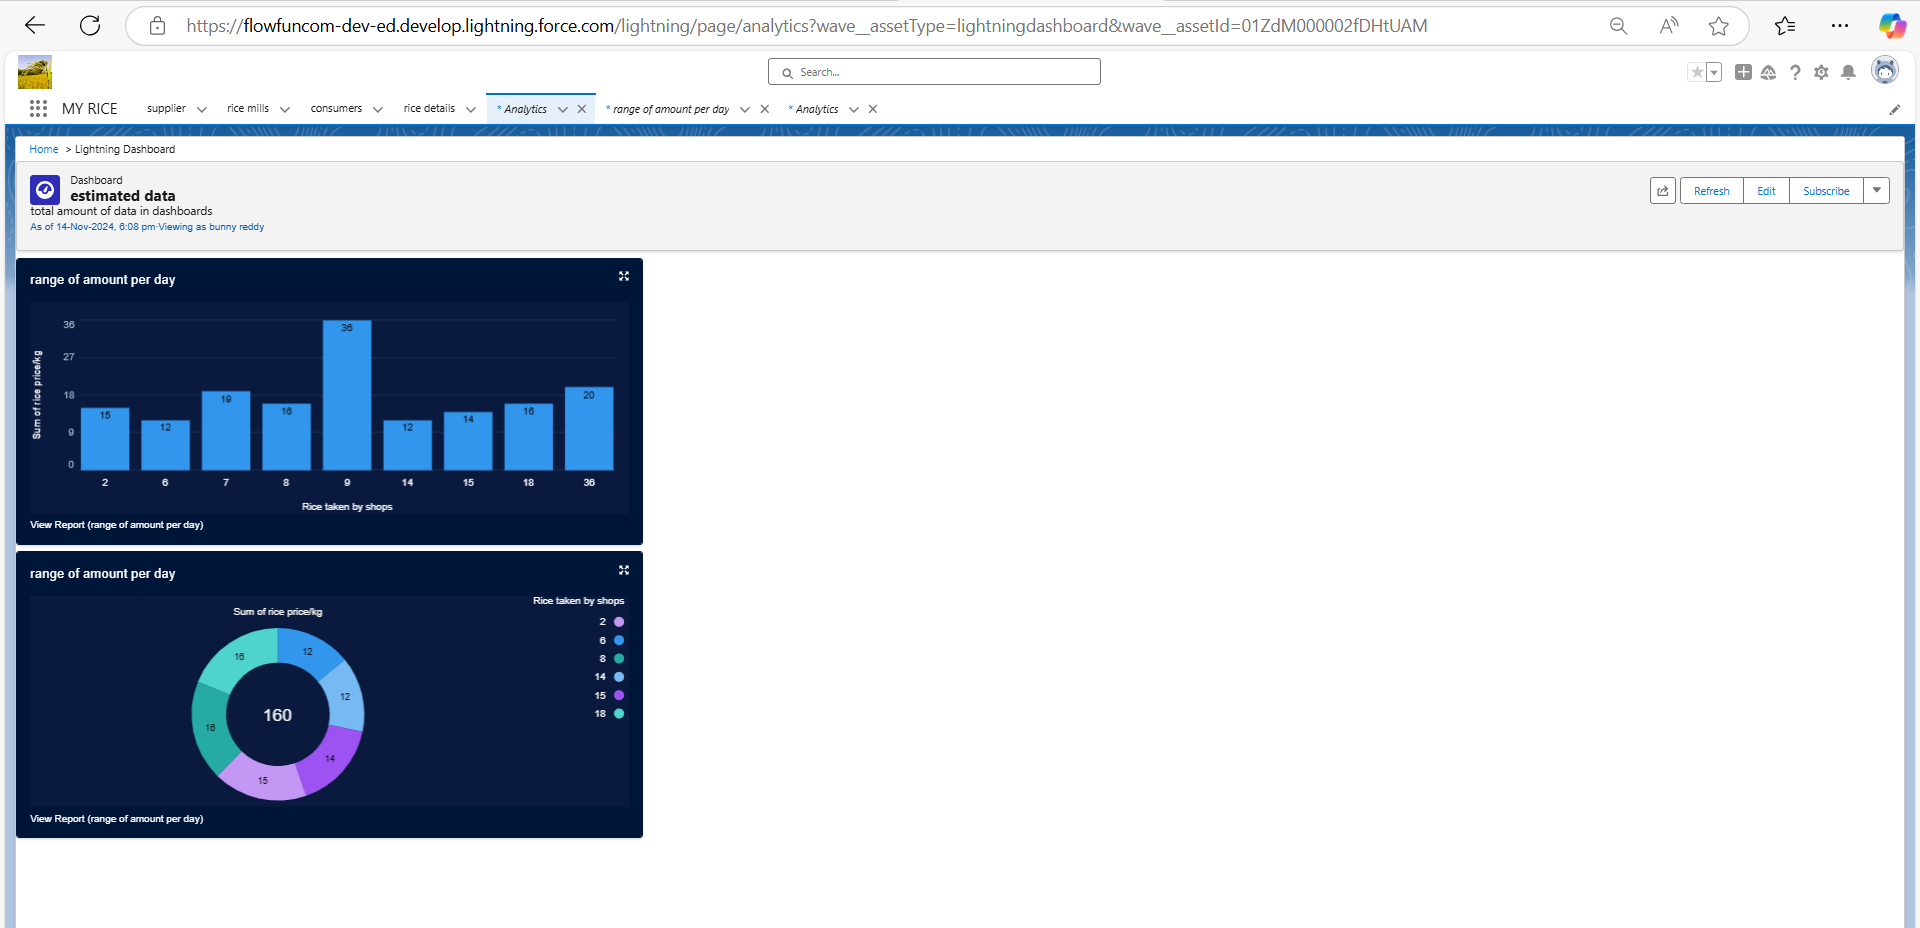 https://flowfuncom-dev-ed.develop.lightning.force.com/lightning/page/analytics?wave__assetType=lightningdashboard&wave__assetId=01ZdM000002fDHtUAM
Search...
MY RICE supplier rice mills consumers rice details * Analytics * range of amount per day * Analytics
Home > Lightning Dashboard
Dashboard
estimated data
total amount of data in dashboards
As of 14-Nov-2024, 6:08 pm·Viewing as bunny reddy
Refresh Edit Subscribe
range of amount per day
Sum of rice price/kg
36
27
18
9
0
15 12 19 16 36 12 14 16 20
2 6 7 8 9 14 15 18 36
Rice taken by shops
View Report (range of amount per day)
range of amount per day
Sum of rice price/kg
12
12
14
15
16
16
160
Rice taken by shops
2
6
8
14
15
18
View Report (range of amount per day)